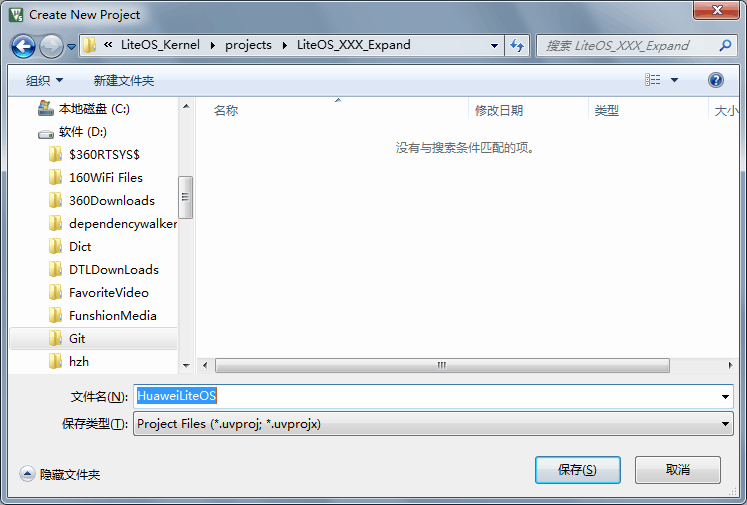 Create New Project
« LiteOS_Kernel projects LiteOS_XXX_Expand
搜索 LiteOS_XXX_Expand
组织 新建文件夹
本地磁盘 (C:)
软件 (D:)
$360RTSYS$
160WiFi Files
360Downloads
dependencywalker
Dict
DTLDownLoads
FavoriteVideo
FunshionMedia
Git
hzh
名称 修改日期 类型 大小
没有与搜索条件匹配的项。
文件名(N): HuaweiLiteOS
保存类型(T): Project Files (*.uvproj; *.uvprojx)
隐藏文件夹
保存(S) 取消